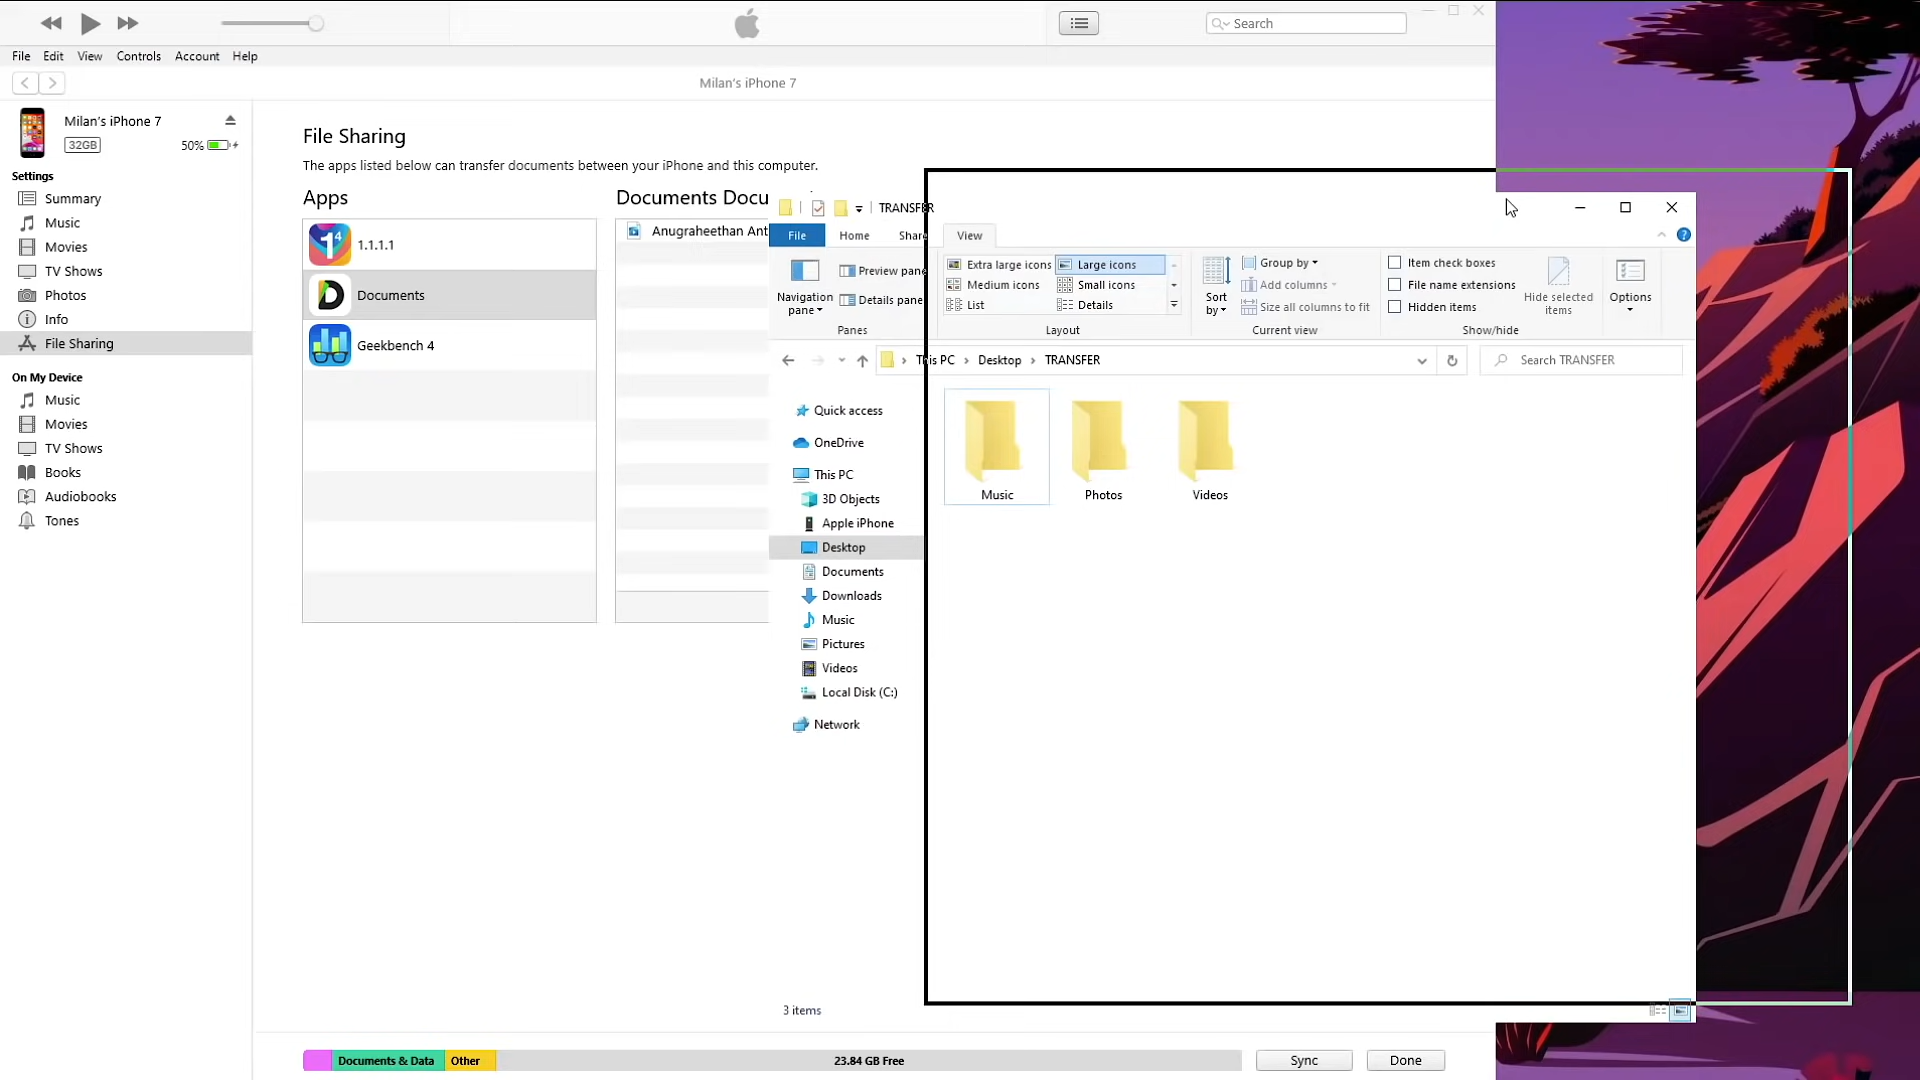 Search
File Edit View Controls Account Help
Milan's iPhone 7
Milan's iPhone 7
32GB
50%
Settings
Summary
Music
Movies
TV Shows
Photos
Info
File Sharing
On My Device
Music
Movies
TV Shows
Books
Audiobooks
Tones
File Sharing
The apps listed below can transfer documents between your iPhone and this computer.
Apps
1.1.1.1
Documents
Geekbench 4
Documents Docu
Anugraheethan Ant
TRANSFER
File Home Share View
Navigation pane
Preview pane
Details pane
Panes
Extra large icons Large icons
Medium icons Small icons
List Details
Layout
Sort by
Group by
Add columns
Size all columns to fit
Current view
Item check boxes
File name extensions
Hidden items
Hide selected items
Show/hide
Options
This PC Desktop TRANSFER
Search TRANSFER
Quick access
OneDrive
This PC
3D Objects
Apple iPhone
Desktop
Documents
Downloads
Music
Pictures
Videos
Local Disk (C:)
Network
Music Photos Videos
3 items
Documents & Data Other 23.84 GB Free
Sync Done